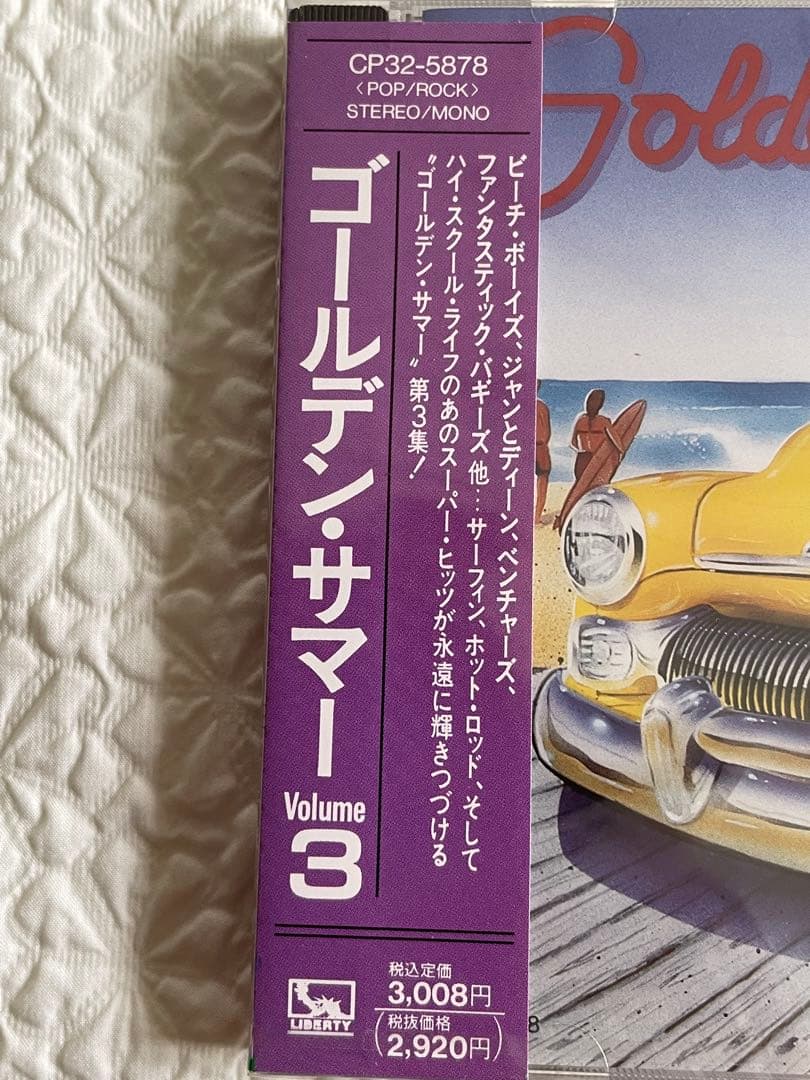 CP32-5878
〈POP/ROCK〉
STEREO/MONO
ビーチ・ボーイズ、ジャンとディーン、ベンチャーズ、
ファンタスティック・バギーズ 他…サーフィン、ホット・ロッド、そして
ハイ・スクール・ライフのあのスーパー・ヒッツが永遠に輝きつづける
"ゴールデン・サマー" 第3集!
ゴールデン・サマー
Volume
3
LIBERTY
税込定価
3,008円
(税抜価格
2,920円)
Gold
8